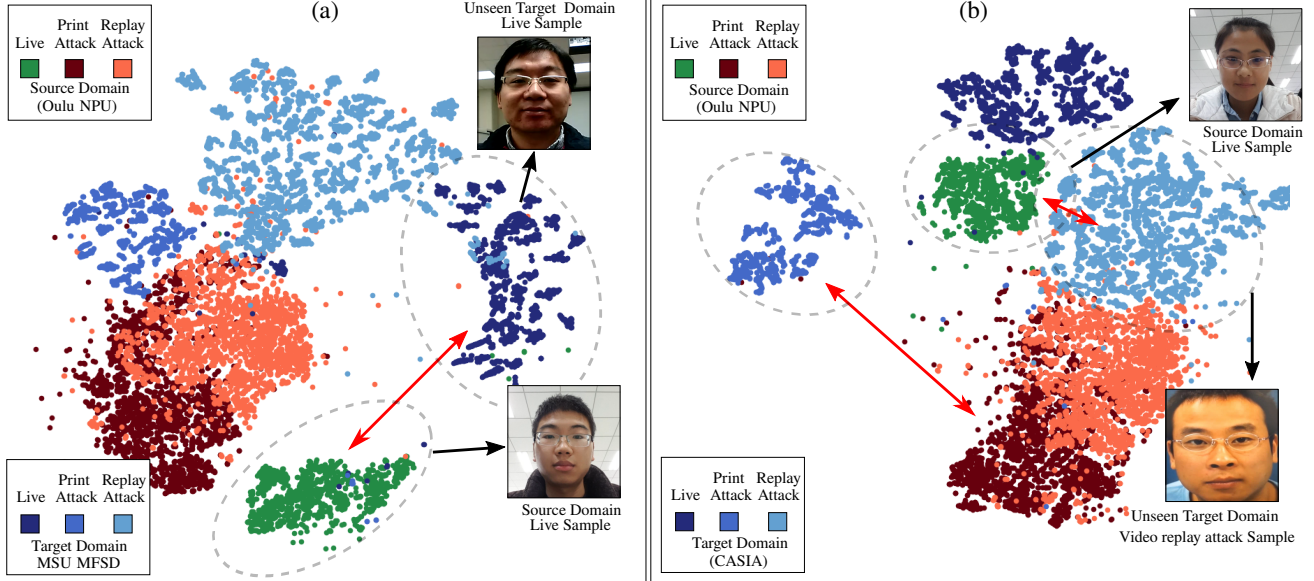 (a)
Live
Print
Attack
Replay
Attack
Source Domain
(Oulu NPU)
Unseen Target Domain
Live Sample
Source Domain
Live Sample
Live
Print
Attack
Replay
Attack
Target Domain
MSU MFSD
(b)
Live
Print
Attack
Replay
Attack
Source Domain
(Oulu NPU)
Source Domain
Live Sample
Live
Print
Attack
Replay
Attack
Target Domain
(CASIA)
Unseen Target Domain
Video replay attack Sample